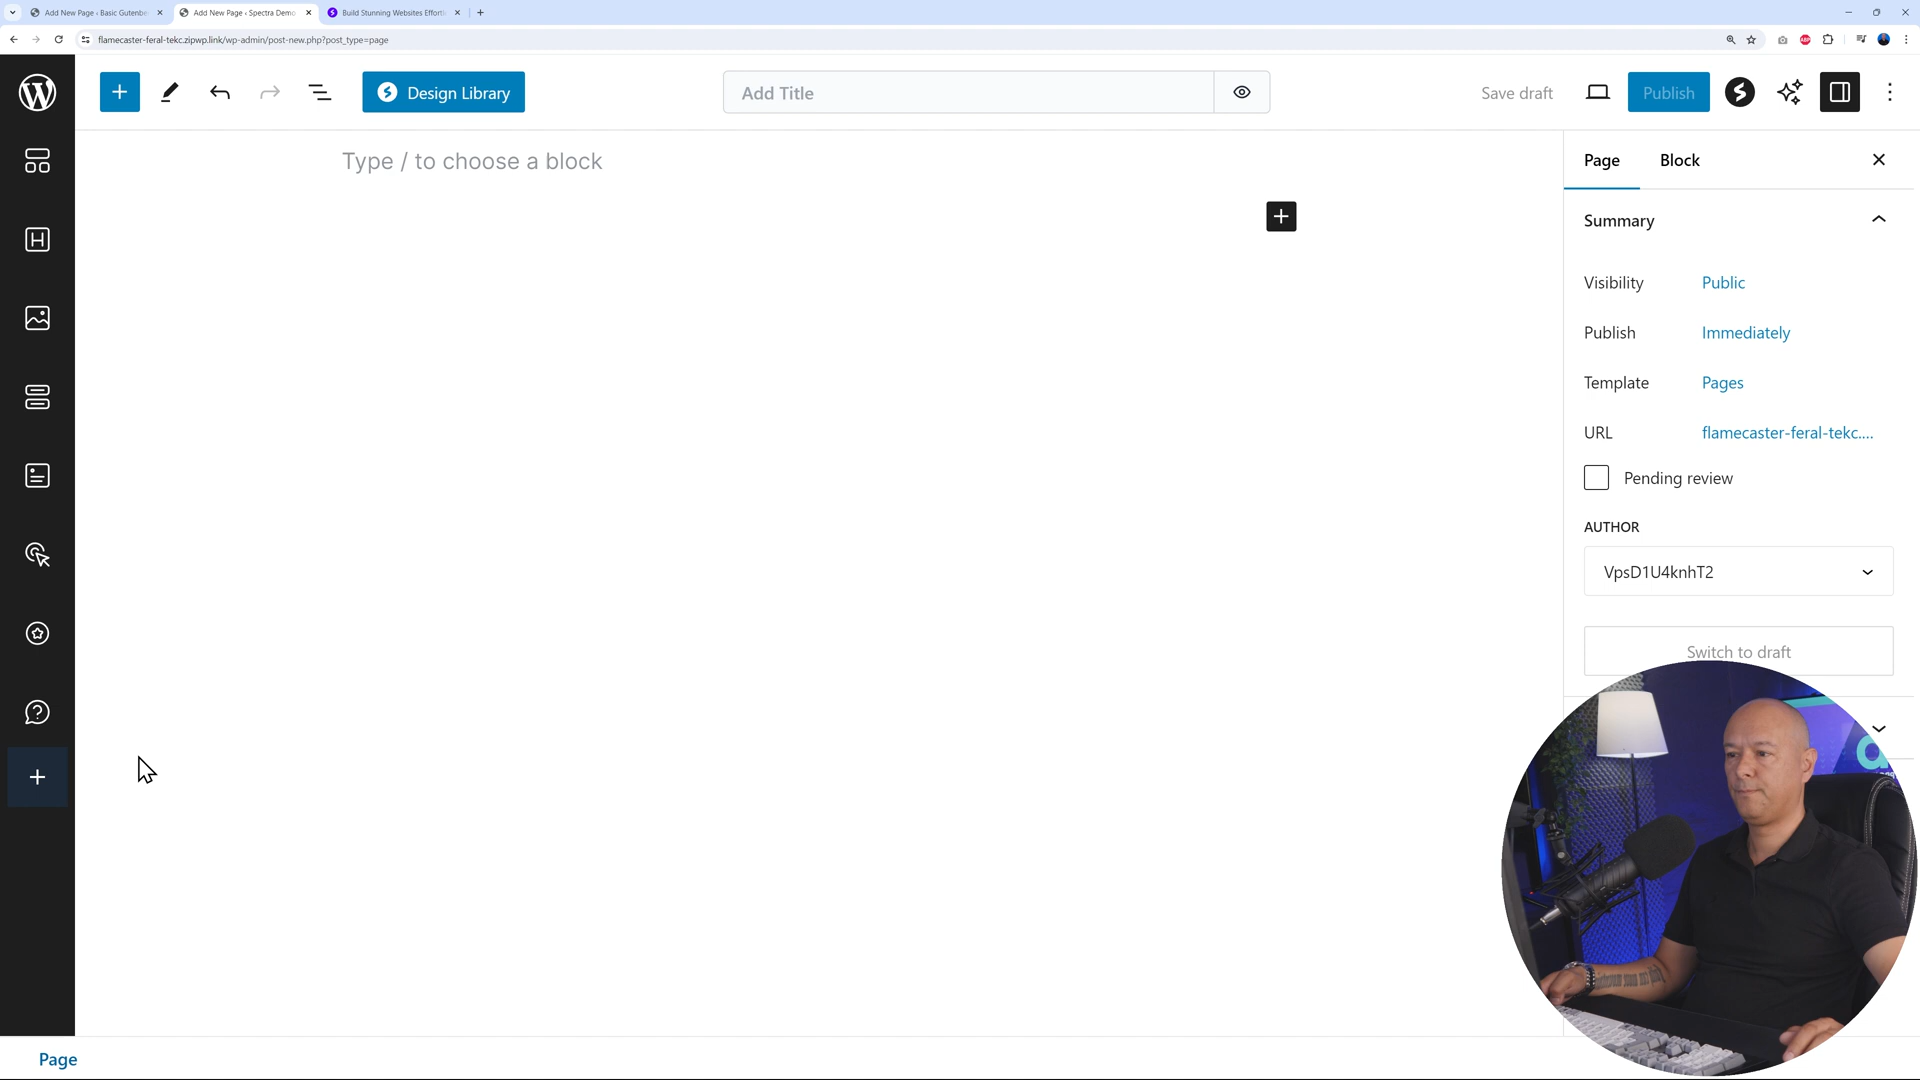 Add New Page ‹ Basic Gutenbe
Add New Page ‹ Spectra Demo
Build Stunning Websites Effortl
flamecaster-feral-tekc.zipwp.link/wp-admin/post-new.php?post_type=page
Design Library
Add Title
Save draft
Publish
Type / to choose a block
Page
Block
Summary
Visibility
Public
Publish
Immediately
Template
Pages
URL
flamecaster-feral-tekc....
Pending review
AUTHOR
VpsD1U4knhT2
Switch to draft
Page